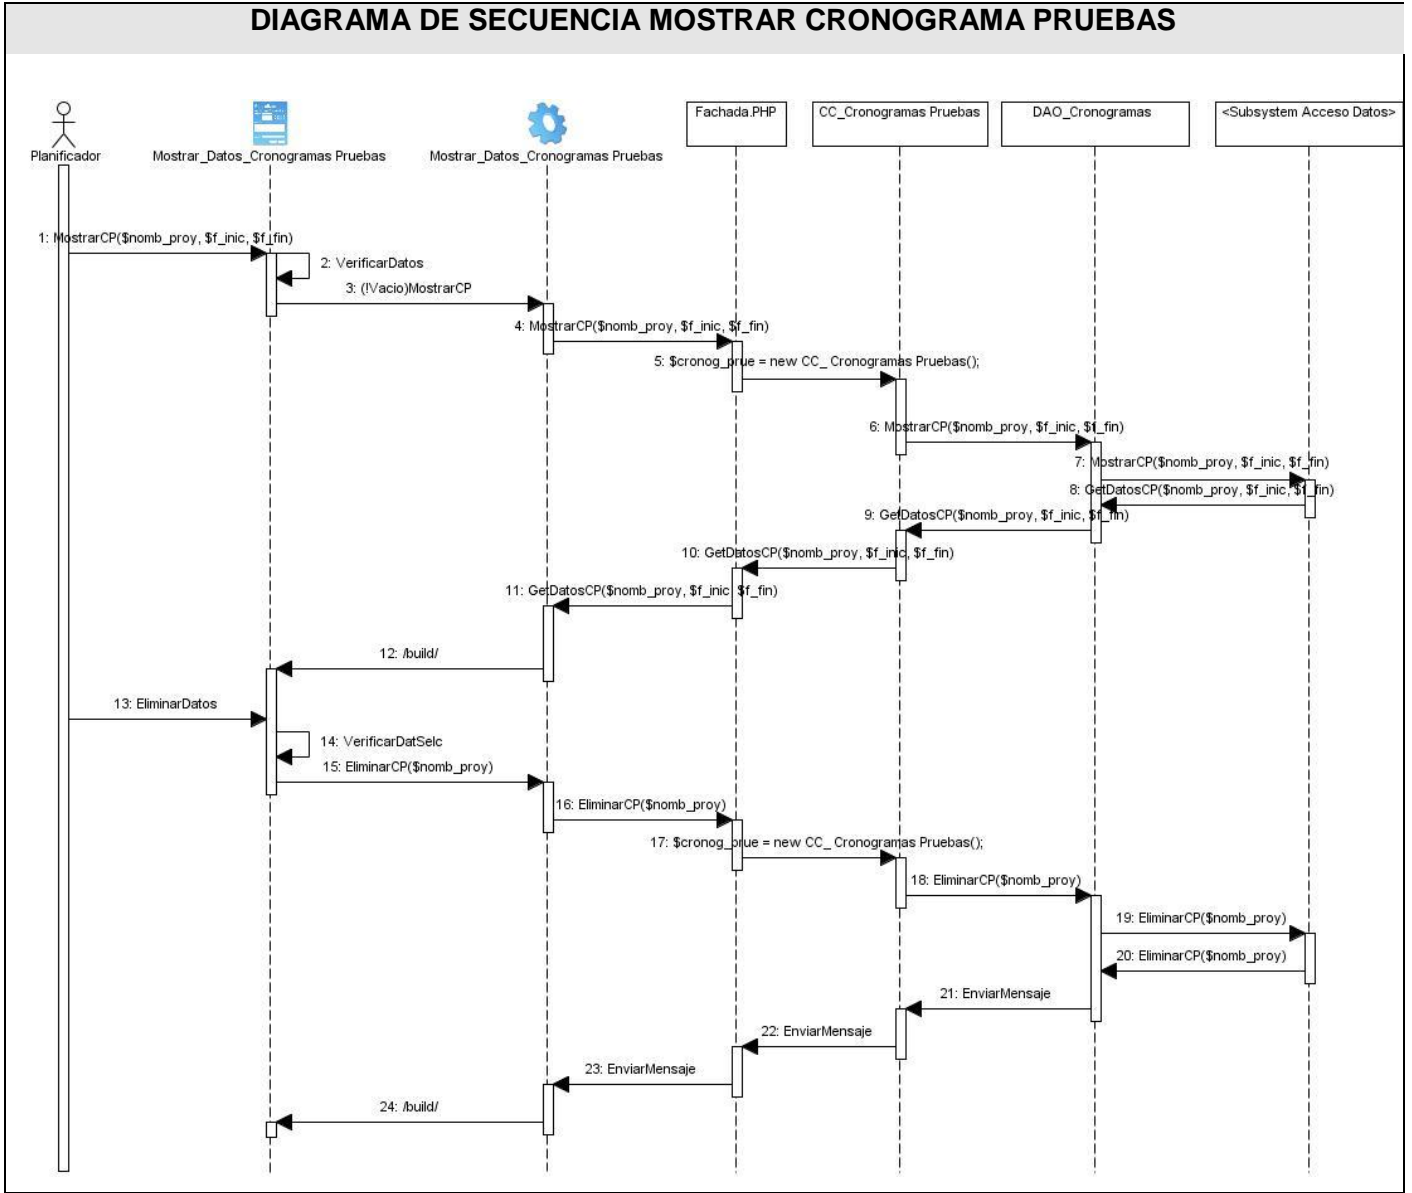 DIAGRAMA DE SECUENCIA MOSTRAR CRONOGRAMA PRUEBAS
Planificador
Mostrar_Datos_Cronogramas Pruebas
Mostrar_Datos_Cronogramas Pruebas
Fachada.PHP
CC_Cronogramas Pruebas
DAO_Cronogramas
<Subsystem Acceso Datos>
1: MostrarCP($nomb_proy, $f_inic, $f_fin)
2: VerificarDatos
3: (!Vacio)MostrarCP
4: MostrarCP($nomb_proy, $f_inic, $f_fin)
5: $cronog_prue = new CC_ Cronogramas Pruebas();
6: MostrarCP($nomb_proy, $f_inic, $f_fin)
7: MostrarCP($nomb_proy, $f_inic, $f_fin)
8: GetDatosCP($nomb_proy, $f_inic, $f_fin)
9: GetDatosCP($nomb_proy, $f_inic, $f_fin)
10: GetDatosCP($nomb_proy, $f_inic, $f_fin)
11: GetDatosCP($nomb_proy, $f_inic, $f_fin)
12: /build/
13: EliminarDatos
14: VerificarDatSelc
15: EliminarCP($nomb_proy)
16: EliminarCP($nomb_proy)
17: $cronog_prue = new CC_ Cronogramas Pruebas();
18: EliminarCP($nomb_proy)
19: EliminarCP($nomb_proy)
20: EliminarCP($nomb_proy)
21: EnviarMensaje
22: EnviarMensaje
23: EnviarMensaje
24: /build/